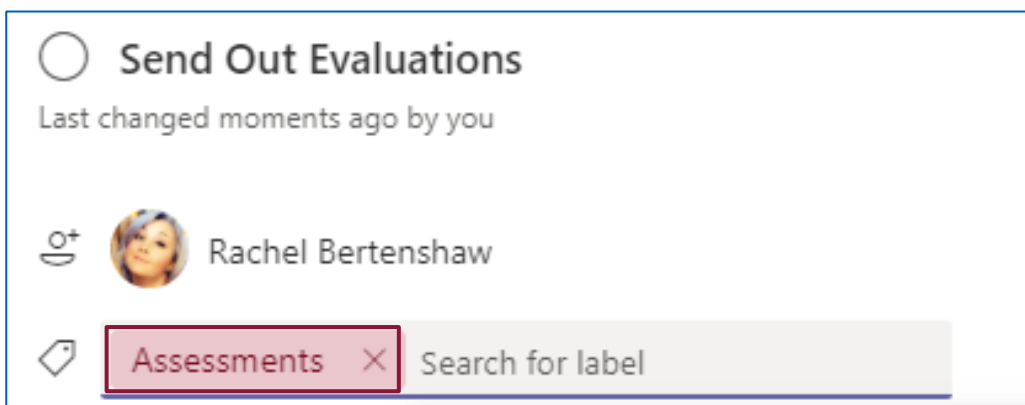 Send Out Evaluations
Last changed moments ago by you
Rachel Bertenshaw
Assessments Search for label